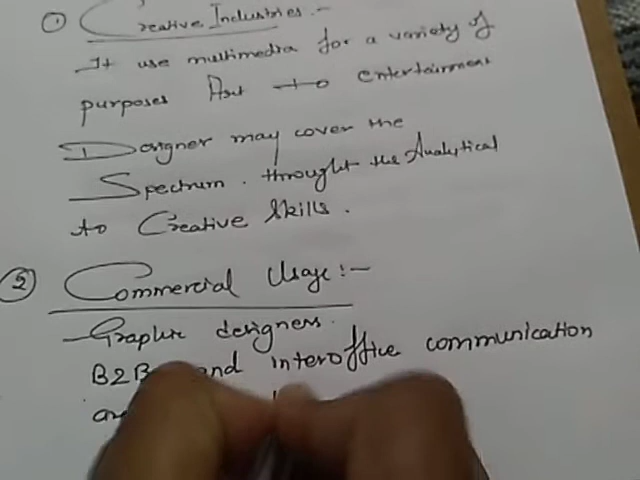 ① Creative Industries :-
It use multimedia for a variety of
purposes Art to entertainment
Designer may cover the
Spectrum. throught the Analytical
to Creative skills.
② Commercial Usage :-
Graphic designers.
B2B and interoffice communication